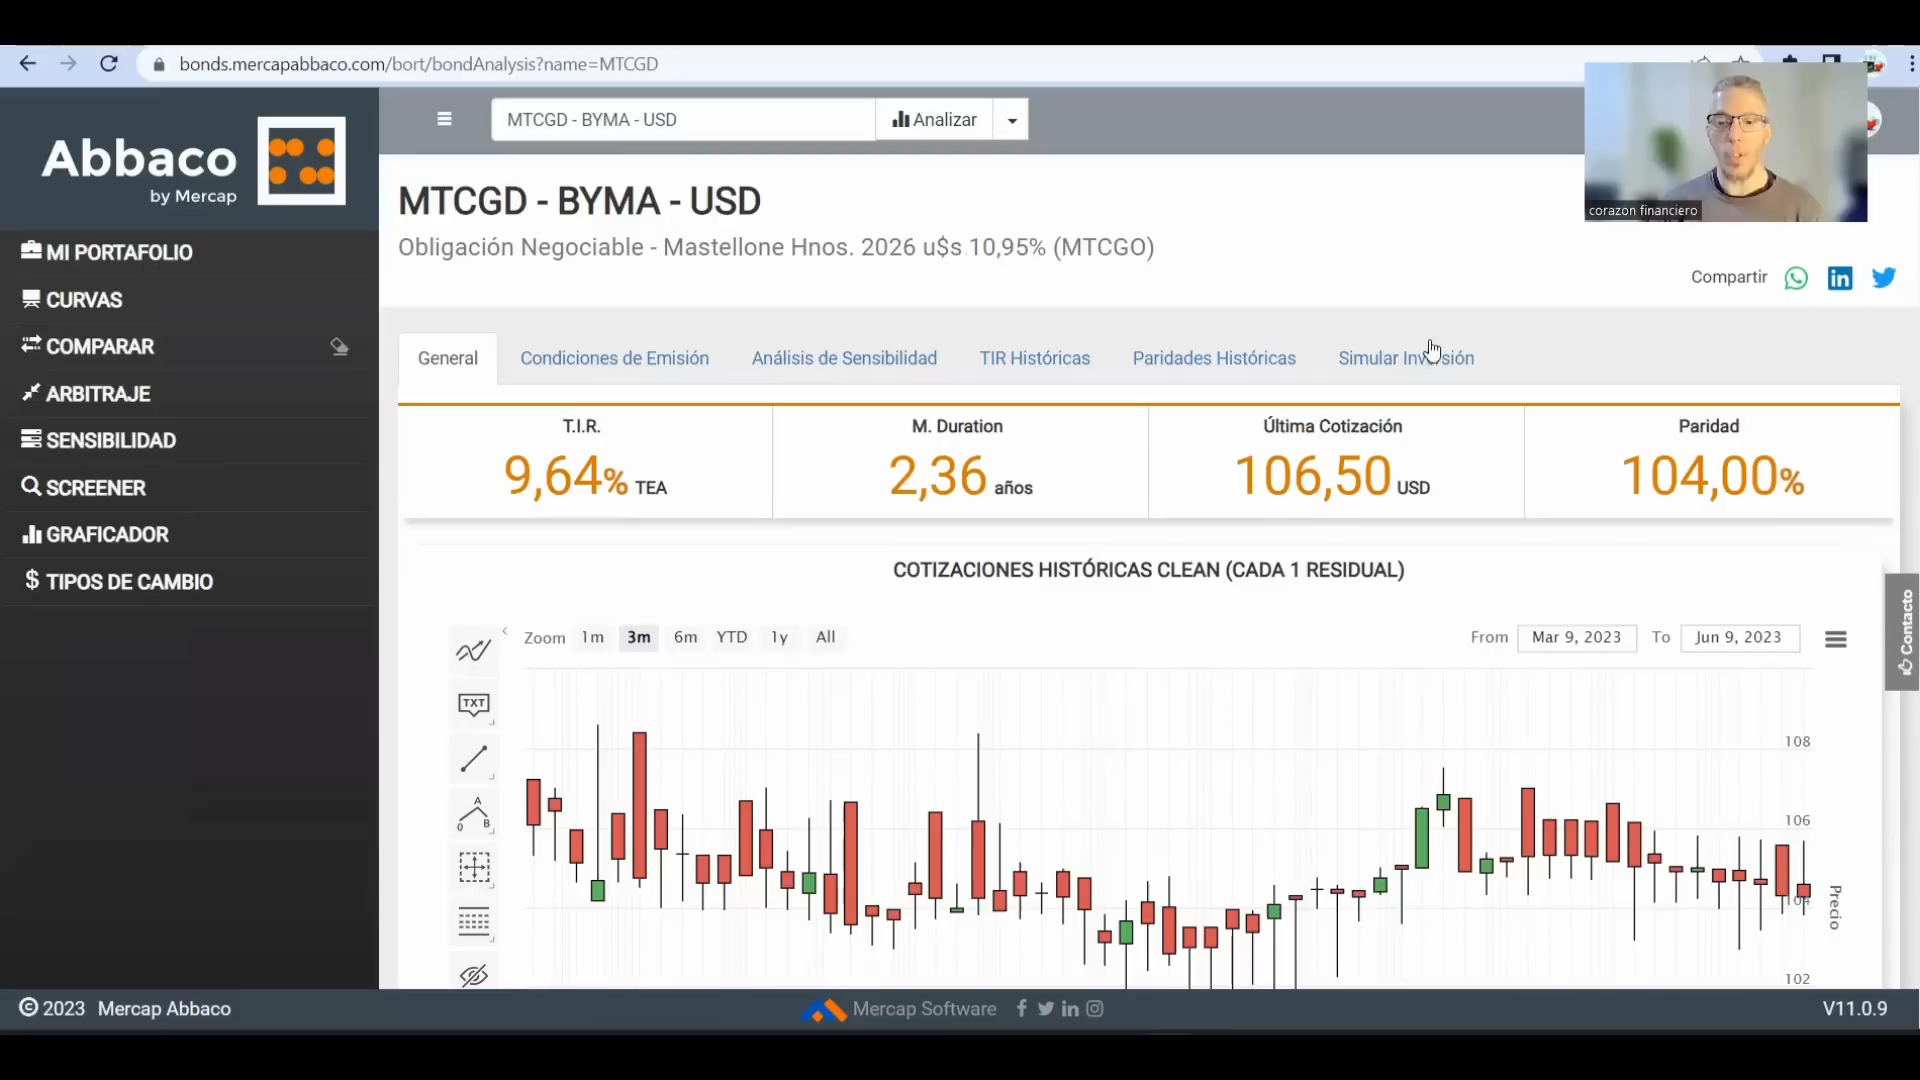 bonds.mercapabbaco.com/bort/bondAnalysis?name=MTCGD
Abbaco
by Mercap
MTCGD - BYMA - USD
Analizar
corazon financiero
MTCGD - BYMA - USD
Obligación Negociable - Mastellone Hnos. 2026 u$s 10,95% (MTCGO)
Compartir
MI PORTAFOLIO
CURVAS
COMPARAR
ARBITRAJE
SENSIBILIDAD
SCREENER
GRAFICADOR
$ TIPOS DE CAMBIO
General
Condiciones de Emisión
Análisis de Sensibilidad
TIR Históricas
Paridades Históricas
Simular Inversión
T.I.R.
9,64% TEA
M. Duration
2,36 años
Última Cotización
106,50 USD
Paridad
104,00%
COTIZACIONES HISTÓRICAS CLEAN (CADA 1 RESIDUAL)
Zoom 1m 3m 6m YTD 1y All
From Mar 9, 2023 To Jun 9, 2023
TXT
A
0 B
108
106
104
102
Precio
Contacto
© 2023 Mercap Abbaco
Mercap Software
V11.0.9